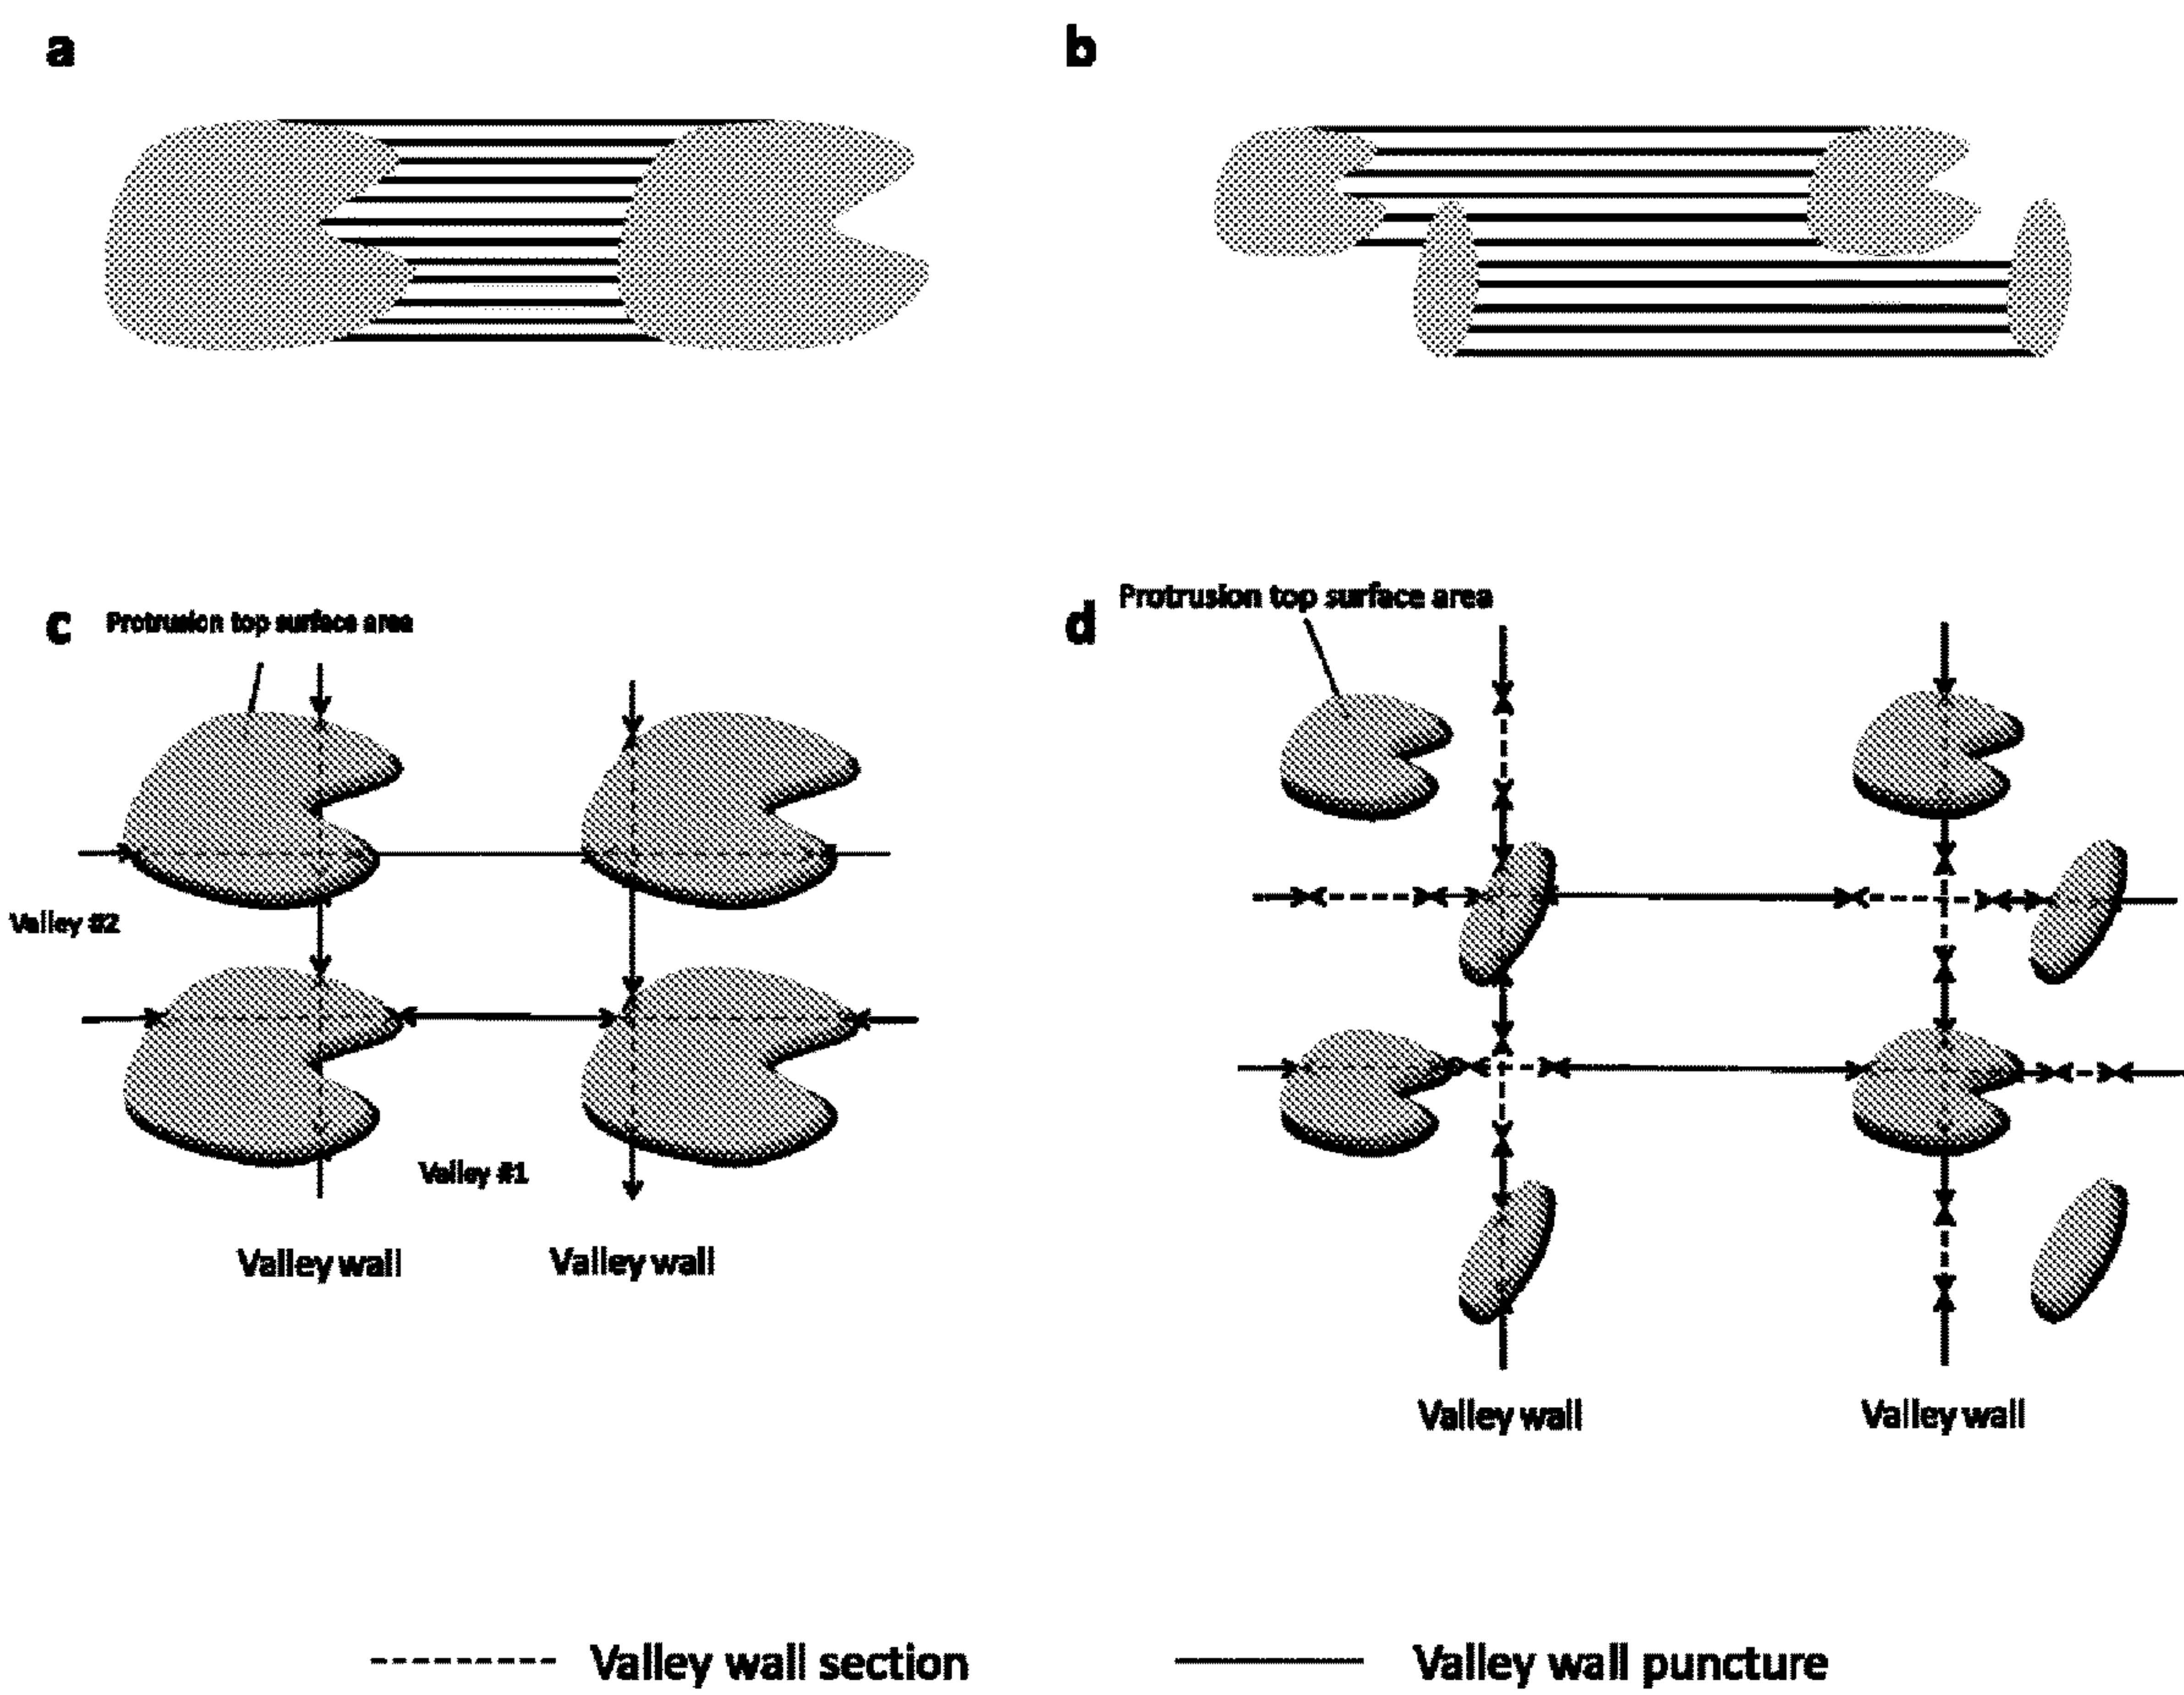 a
b
c
Protrusion top surface area
d
Protrusion top surface area
Valley #2
Valley #1
Valley wall
Valley wall
Valley wall
Valley wall
Valley wall section
Valley wall puncture